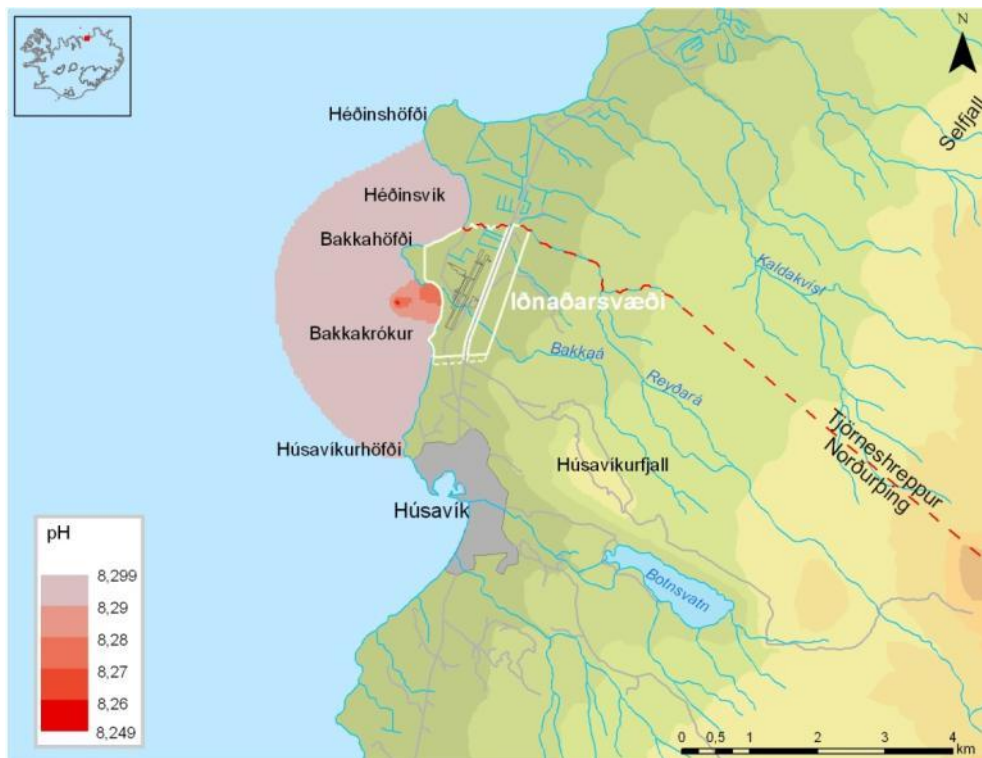 N
Selfjall
Héðinshöfði
Héðinsvík
Bakkahöfði
Kaldakvísl
Iðnaðarsvæði
Bakkakrókur
Bakkaá
Reyðará
Tjörneshreppur
Norðurþing
Húsavíkurhöfði
Húsavíkurfjall
Húsavík
Botnsvatn
pH
8,299
8,29
8,28
8,27
8,26
8,249
0 0,5 1 2 3 4
km